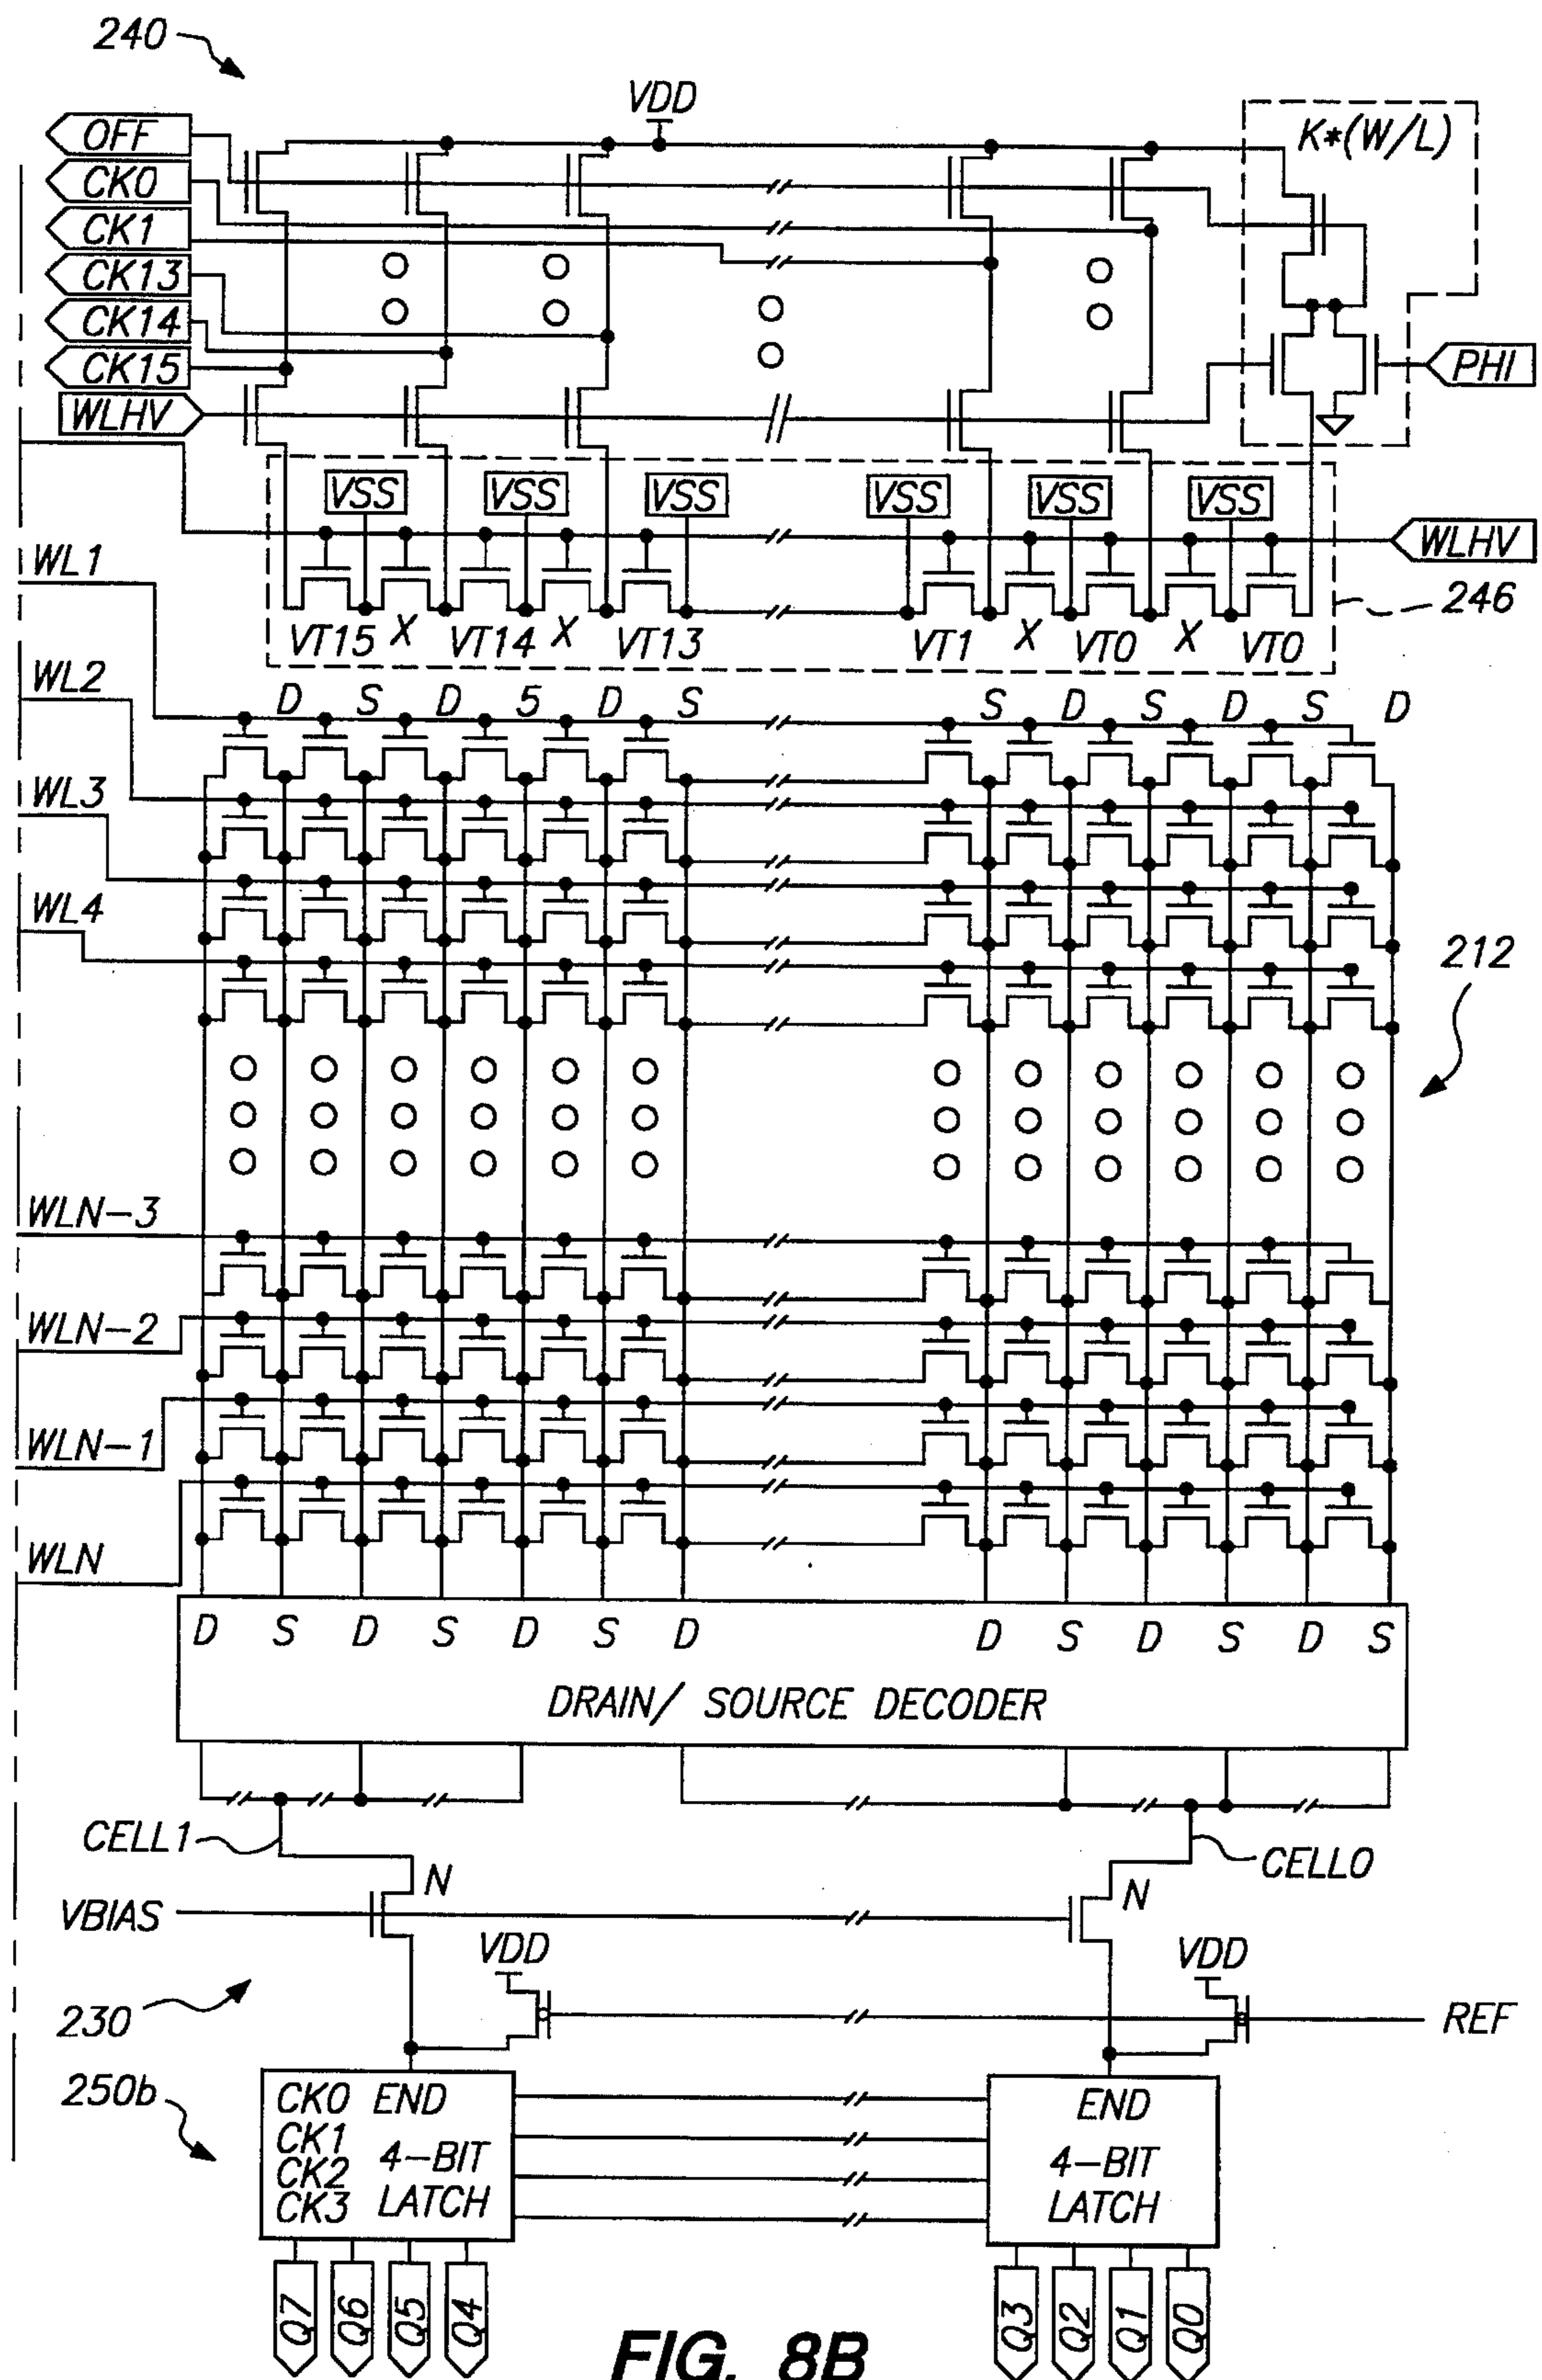 240
VDD
OFF
K*(W/L)
CK0
CK1
CK13
CK14
CK15
PHI
WLHV
VSS VSS VSS VSS VSS VSS
WLHV
WL1
246
VT15 X VT14 X VT13 VT1 X VT0 X VT0
WL2
D S D 5 D S S D S D S D
WL3
WL4
212
WLN-3
WLN-2
WLN-1
WLN
D S D S D S D D S D S D S
DRAIN/ SOURCE DECODER
CELL1
CELL0
N
N
VBIAS
VDD
VDD
230
REF
250b
CK0 END
CK1
4-BIT
CK2
LATCH
CK3
END
4-BIT
LATCH
Q7 Q6 Q5 Q4
Q3 Q2 Q1 Q0
FIG. 8B